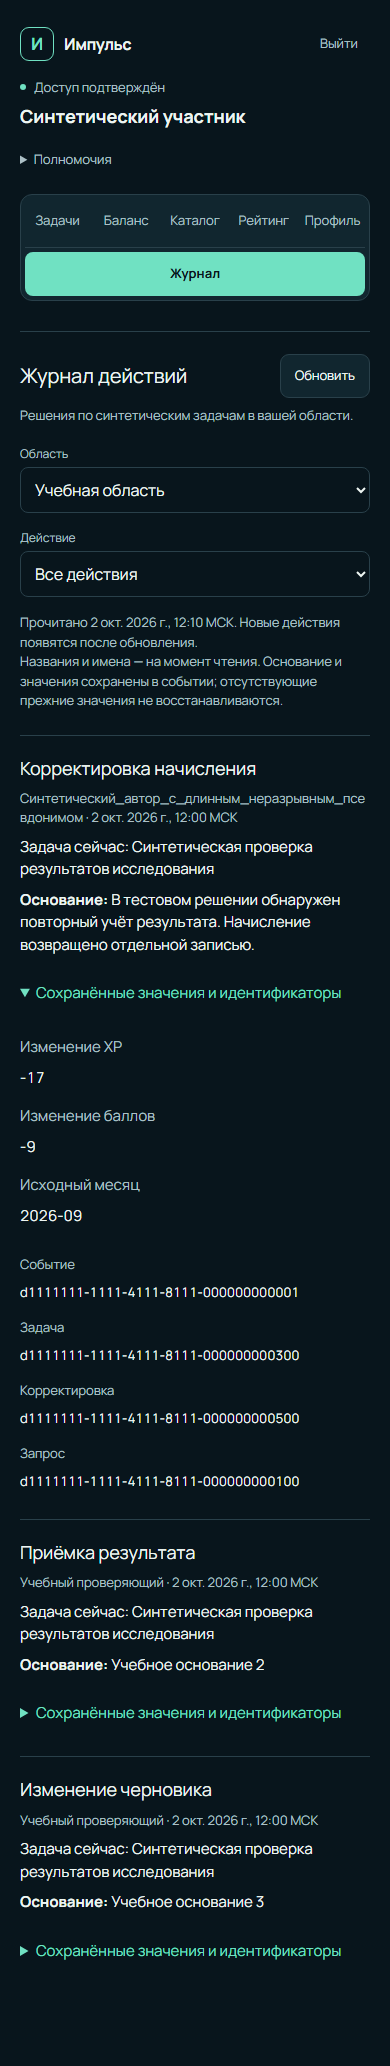 И Импульс Выйти
Доступ подтверждён
Синтетический участник
Полномочия
Задачи Баланс Каталог Рейтинг Профиль
Журнал
Журнал действий Обновить
Решения по синтетическим задачам в вашей области.
Область
Учебная область
Действие
Все действия
Прочитано 2 окт. 2026 г., 12:10 МСК. Новые действия
появятся после обновления.
Названия и имена — на момент чтения. Основание и
значения сохранены в событии; отсутствующие
прежние значения не восстанавливаются.
Корректировка начисления
Синтетический_автор_с_длинным_неразрывным_псе
вдонимом · 2 окт. 2026 г., 12:00 МСК
Задача сейчас: Синтетическая проверка
результатов исследования
Основание: В тестовом решении обнаружен
повторный учёт результата. Начисление
возвращено отдельной записью.
Сохранённые значения и идентификаторы
Изменение XP
-17
Изменение баллов
-9
Исходный месяц
2026-09
Событие
d1111111-1111-4111-8111-000000000001
Задача
d1111111-1111-4111-8111-000000000300
Корректировка
d1111111-1111-4111-8111-000000000500
Запрос
d1111111-1111-4111-8111-000000000100
Приёмка результата
Учебный проверяющий · 2 окт. 2026 г., 12:00 МСК
Задача сейчас: Синтетическая проверка
результатов исследования
Основание: Учебное основание 2
Сохранённые значения и идентификаторы
Изменение черновика
Учебный проверяющий · 2 окт. 2026 г., 12:00 МСК
Задача сейчас: Синтетическая проверка
результатов исследования
Основание: Учебное основание 3
Сохранённые значения и идентификаторы